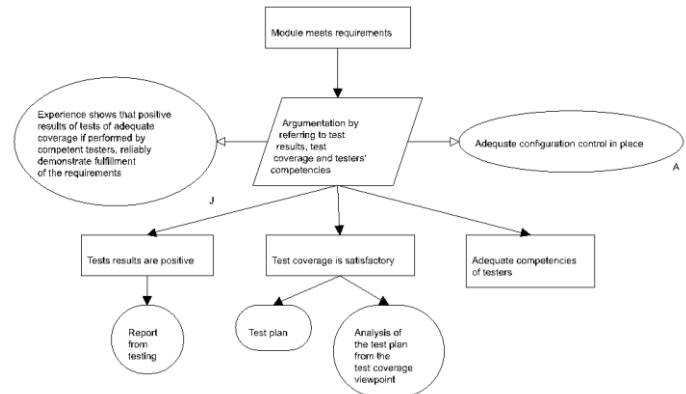 Module meets requirements
Experience shows that positive
results of tests of adequate
coverage if performed by
competent testers, reliably
demonstrate fulfillment
of the requirements
Argumentation by
referring to test
results, test
coverage and testers'
competencies
Adequate configuration control in place
A
J
Tests results are positive
Test coverage is satisfactory
Adequate competencies
of testers
Report
from
testing
Test plan
Analysis of
the test plan
from the
test coverage
viewpoint